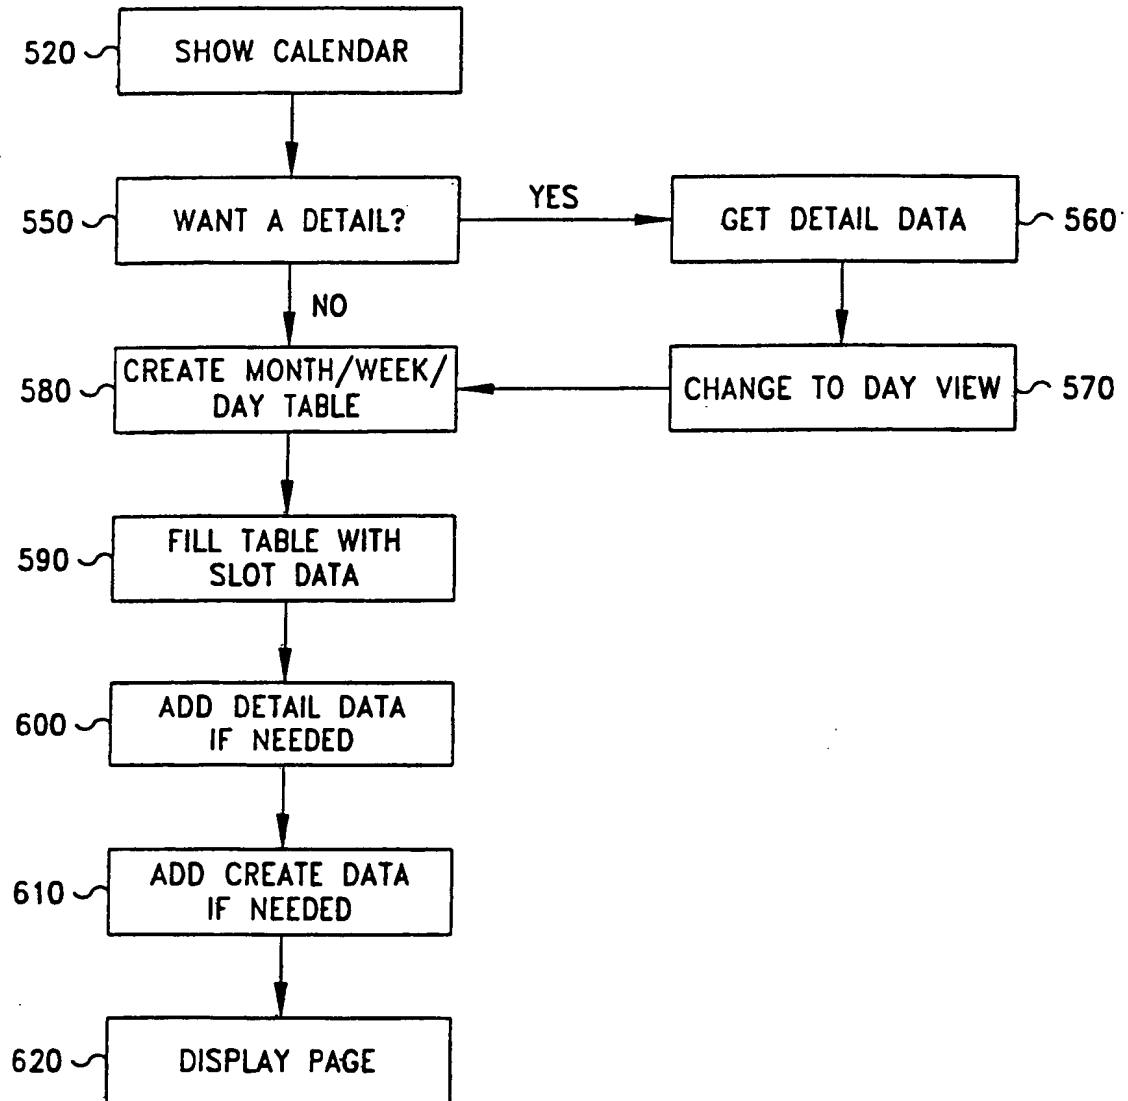 520 SHOW CALENDAR
550 WANT A DETAIL? YES GET DETAIL DATA 560
NO
580 CREATE MONTH/WEEK/
DAY TABLE
CHANGE TO DAY VIEW 570
590 FILL TABLE WITH
SLOT DATA
600 ADD DETAIL DATA
IF NEEDED
610 ADD CREATE DATA
IF NEEDED
620 DISPLAY PAGE